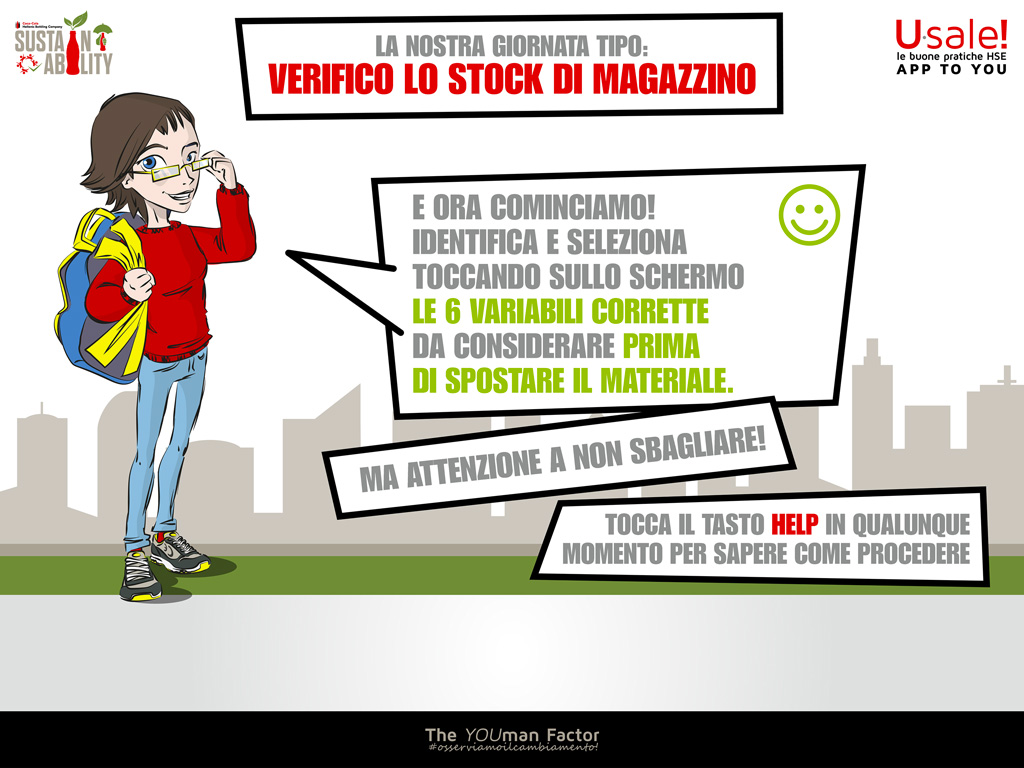 Coca-Cola
Hellenic Bottling Company
SUSTAIN
ABILITY
LA NOSTRA GIORNATA TIPO:
VERIFICO LO STOCK DI MAGAZZINO
U.sale!
le buone pratiche HSE
APP TO YOU
E ORA COMINCIAMO!
IDENTIFICA E SELEZIONA
TOCCANDO SULLO SCHERMO
LE 6 VARIABILI CORRETTE
DA CONSIDERARE PRIMA
DI SPOSTARE IL MATERIALE.
MA ATTENZIONE A NON SBAGLIARE!
TOCCA IL TASTO HELP IN QUALUNQUE
MOMENTO PER SAPERE COME PROCEDERE
The YOUman Factor
#osserviamoilcambiamento!